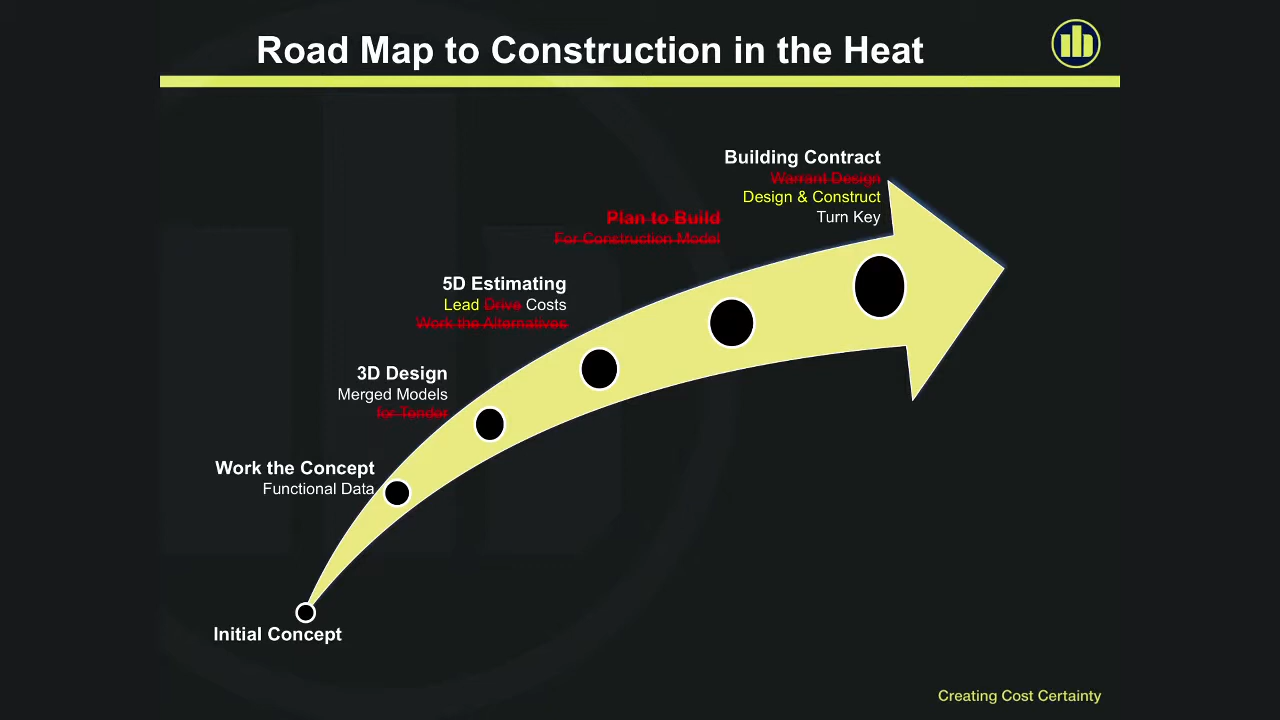 Road Map to Construction in the Heat
Building Contract
Warrant Design
Design & Construct
Turn Key
Plan to Build
For Construction Model
5D Estimating
Lead Drive Costs
Work the Alternatives
3D Design
Merged Models
for Tender
Work the Concept
Functional Data
Initial Concept
Creating Cost Certainty